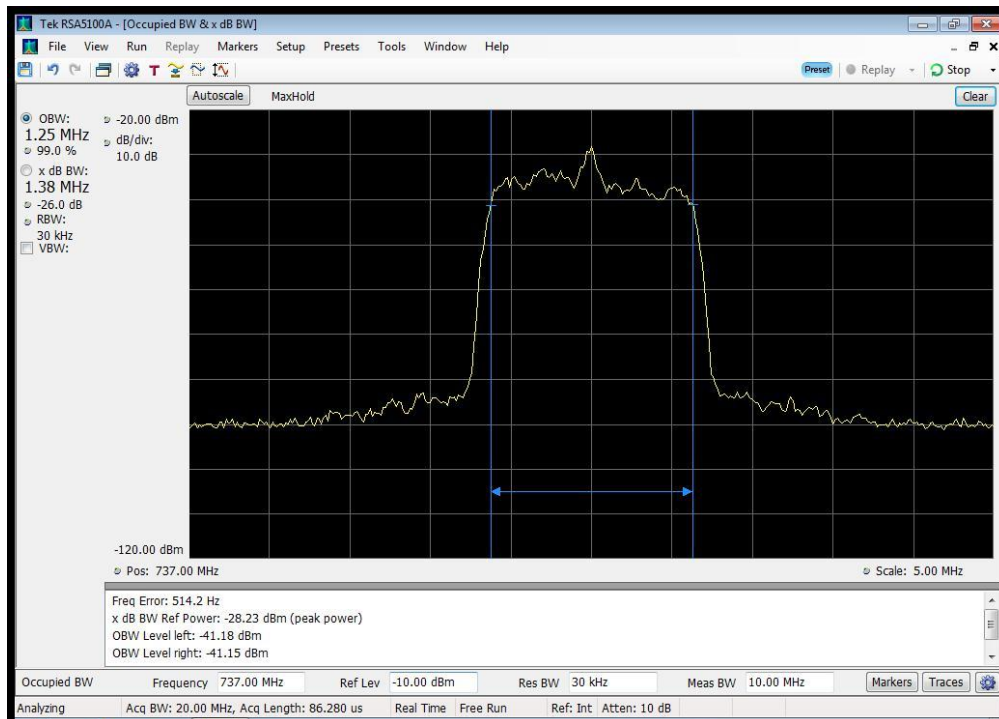 Tek RSA5100A - [Occupied BW & x dB BW]
File View Run Replay Markers Setup Presets Tools Window Help
T Preset Replay Stop
Autoscale MaxHold Clear
OBW:
1.25 MHz
99.0 %
x dB BW:
1.38 MHz
-26.0 dB
RBW:
30 kHz
VBW:
-20.00 dBm
dB/div:
10.0 dB
-120.00 dBm
Pos: 737.00 MHz Scale: 5.00 MHz
Freq Error: 514.2 Hz
x dB BW Ref Power: -28.23 dBm (peak power)
OBW Level left: -41.18 dBm
OBW Level right: -41.15 dBm
Occupied BW Frequency 737.00 MHz Ref Lev -10.00 dBm Res BW 30 kHz Meas BW 10.00 MHz Markers Traces
Analyzing Acq BW: 20.00 MHz, Acq Length: 86.280 us Real Time Free Run Ref: Int Atten: 10 dB